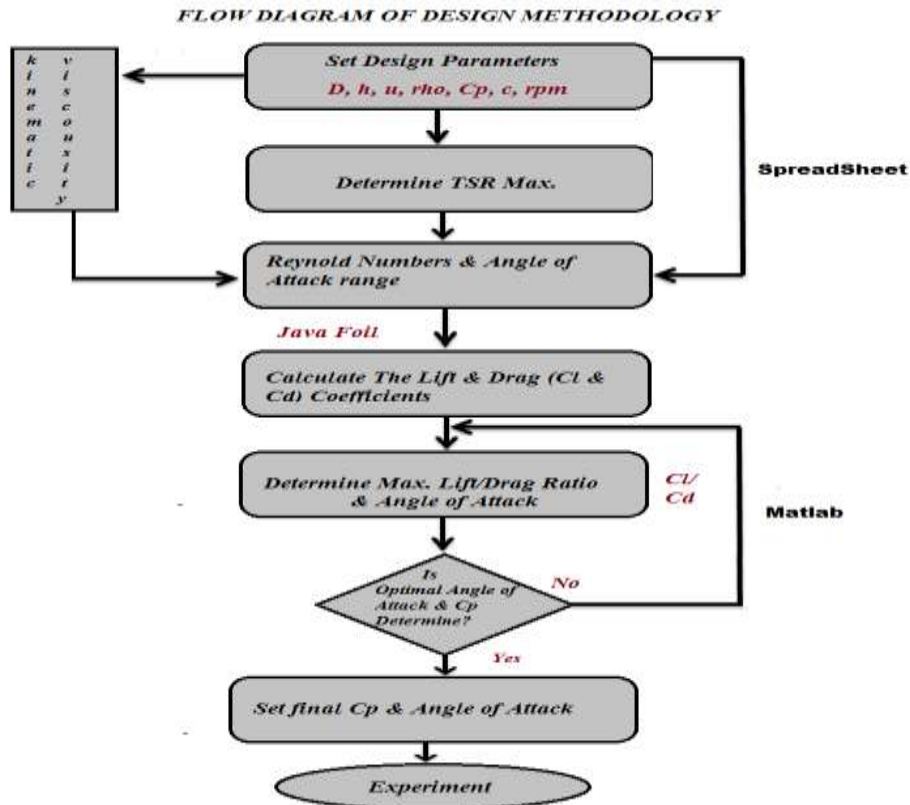 FLOW DIAGRAM OF DESIGN METHODOLOGY
kinematic
viscouxity
Set Design Parameters
D, h, u, rho, Cp, c, rpm
SpreadSheet
Determine TSR Max.
Reynold Numbers & Angle of
Attack range
Java Foil
Calculate The Lift & Drag (Cl &
Cd) Coefficients
Determine Max. Lift/Drag Ratio
& Angle of Attack
Cl/
Cd
Matlab
Is
Optimal Angle of
Attack & Cp
Determine?
No
Yes
Set final Cp & Angle of Attack
Experiment